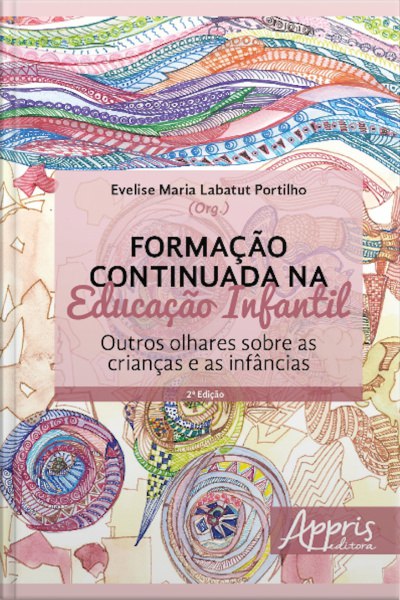 Evelise Maria Labatut Portilho
(Org.)
FORMAÇÃO
CONTINUADA NA
Educação Infantil
Outros olhares sobre as
crianças e as infâncias
2ª Edição
Appris
editora